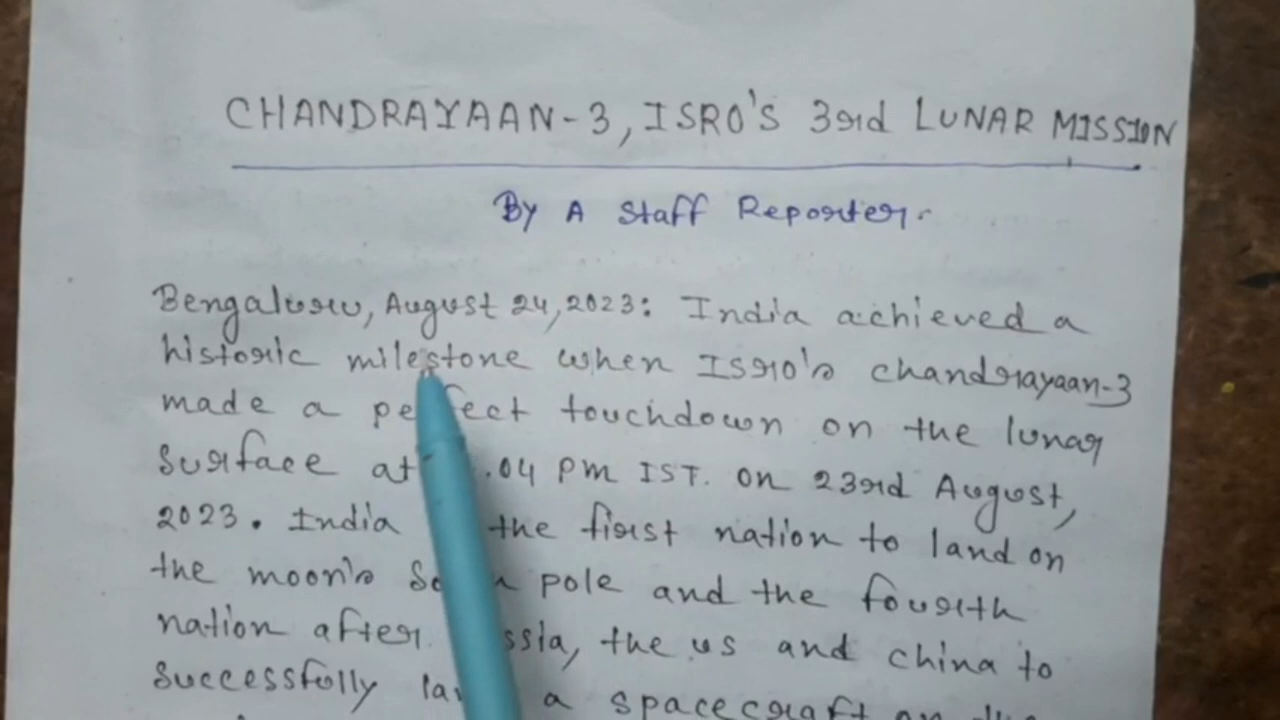 CHANDRAYAAN-3, ISRO'S 3rd LUNAR MISSION
By A Staff Reporter.
Bengaluru, August 24, 2023: India achieved a
historic milestone when Isro's chandrayaan-3
made a perfect touchdown on the lunar
surface at .04 PM IST. on 23rd August,
2023. India the first nation to land on
the moon's pole and the fourth
nation after the us and china to
successfully a spacecraft on the